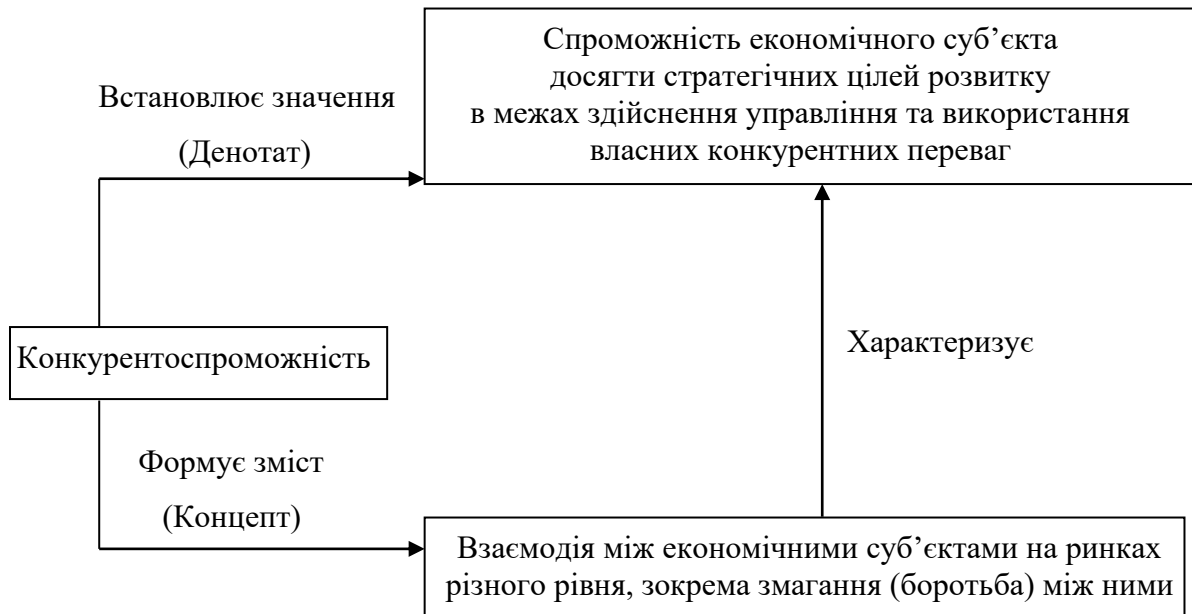 Спроможність економічного суб’єкта
досягти стратегічних цілей розвитку
в межах здійснення управління та використання
власних конкурентних переваг
Встановлює значення
(Денотат)
Конкурентоспроможність
Характеризує
Формує зміст
(Концепт)
Взаємодія між економічними суб’єктами на ринках
різного рівня, зокрема змагання (боротьба) між ними